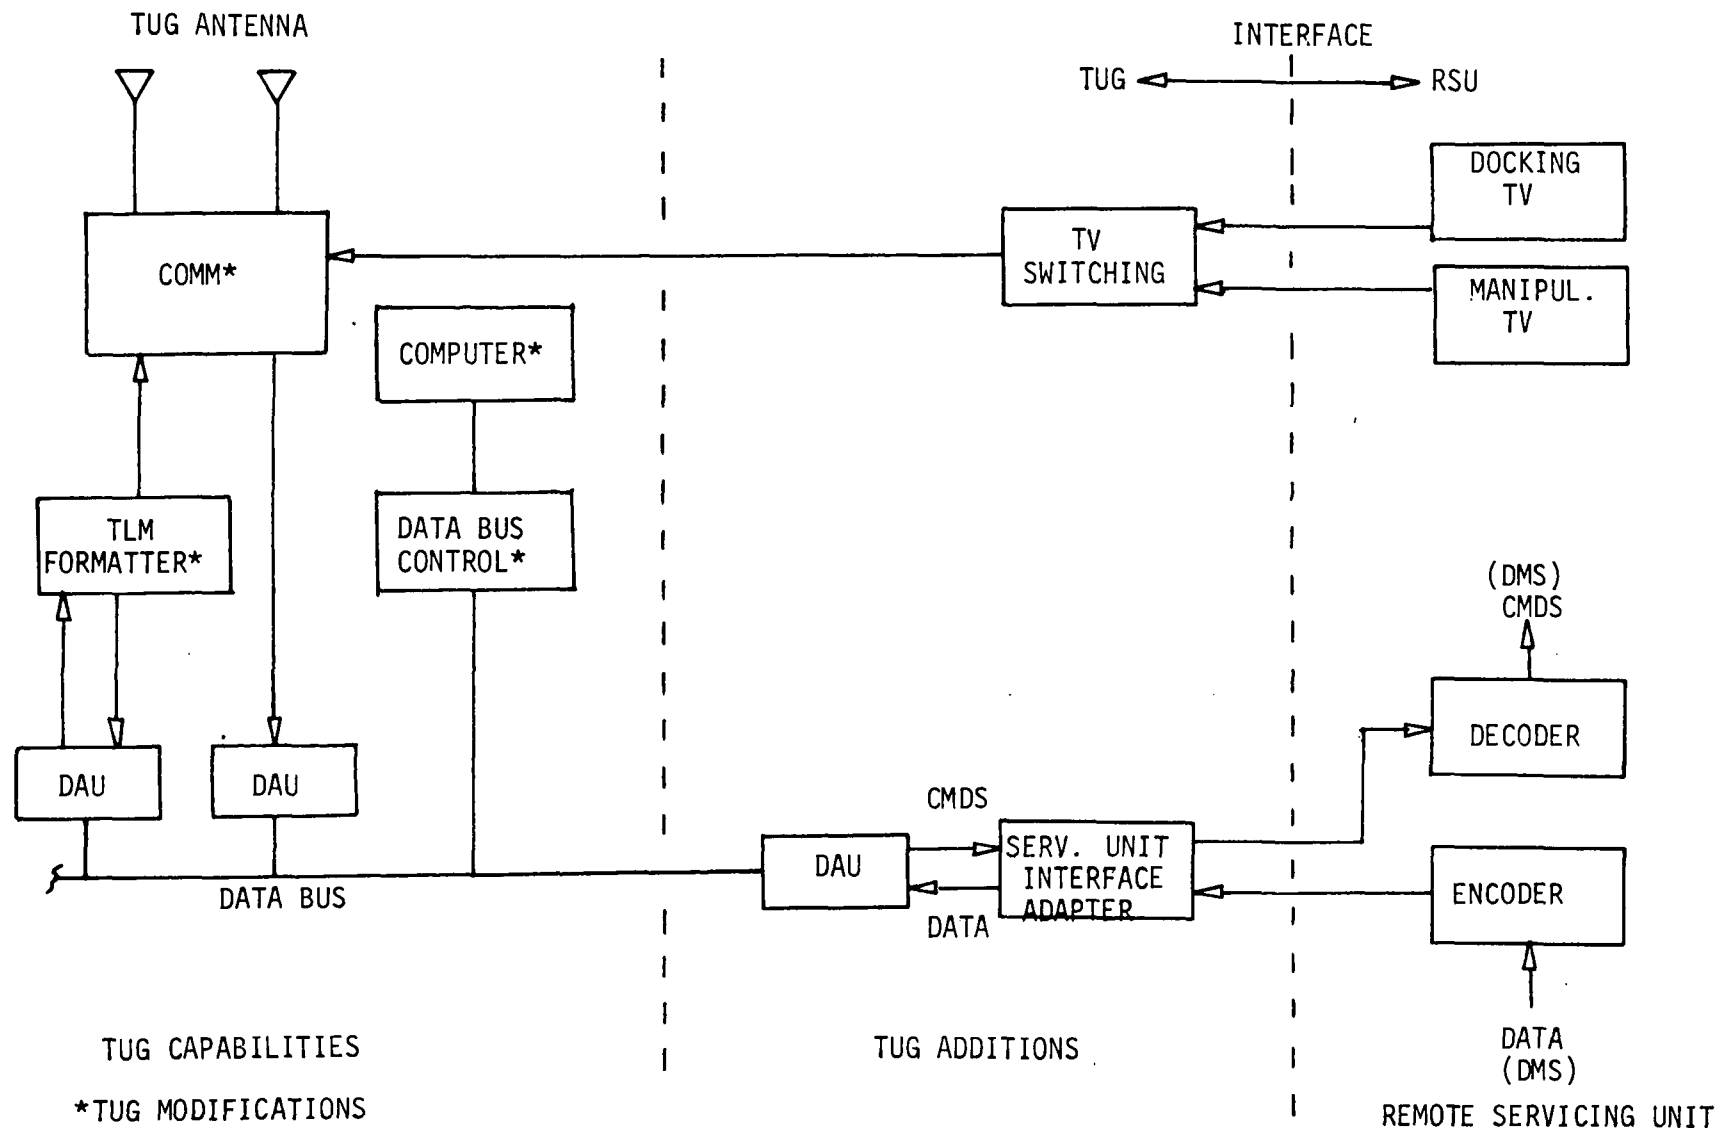 TUG ANTENNA
INTERFACE
TUG
RSU
DOCKING
TV
TV
SWITCHING
MANIPUL.
TV
COMM*
COMPUTER*
TLM
FORMATTER*
DATA BUS
CONTROL*
(DMS)
CMDS
DECODER
DAU
DAU
CMDS
DAU
SERV. UNIT
INTERFACE
ADAPTER
DATA
ENCODER
DATA BUS
DATA
(DMS)
TUG CAPABILITIES
TUG ADDITIONS
*TUG MODIFICATIONS
REMOTE SERVICING UNIT